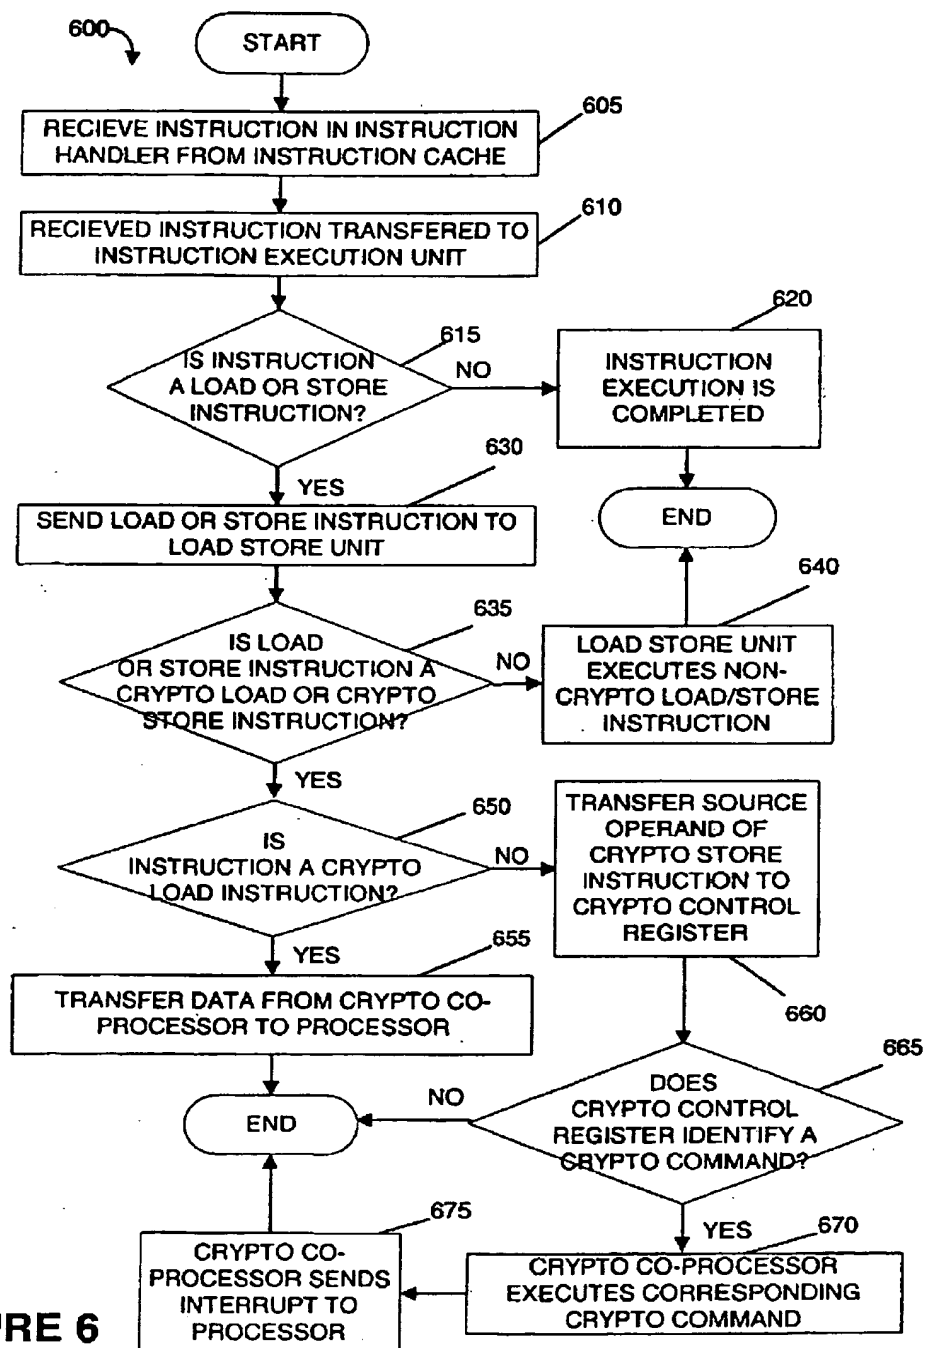 600
START
605
RECIEVE INSTRUCTION IN INSTRUCTION
HANDLER FROM INSTRUCTION CACHE
610
RECIEVED INSTRUCTION TRANSFERED TO
INSTRUCTION EXECUTION UNIT
615
IS INSTRUCTION
A LOAD OR STORE
INSTRUCTION?
NO
620
INSTRUCTION
EXECUTION IS
COMPLETED
END
YES
630
SEND LOAD OR STORE INSTRUCTION TO
LOAD STORE UNIT
635
IS LOAD
OR STORE INSTRUCTION A
CRYPTO LOAD OR CRYPTO
STORE INSTRUCTION?
NO
640
LOAD STORE UNIT
EXECUTES NON-
CRYPTO LOAD/STORE
INSTRUCTION
YES
650
IS
INSTRUCTION A CRYPTO
LOAD INSTRUCTION?
NO
TRANSFER SOURCE
OPERAND OF
CRYPTO STORE
INSTRUCTION TO
CRYPTO CONTROL
REGISTER
660
YES
655
TRANSFER DATA FROM CRYPTO CO-
PROCESSOR TO PROCESSOR
END
NO
665
DOES
CRYPTO CONTROL
REGISTER IDENTIFY A
CRYPTO COMMAND?
YES
670
CRYPTO CO-PROCESSOR
EXECUTES CORRESPONDING
CRYPTO COMMAND
675
CRYPTO CO-
PROCESSOR SENDS
INTERRUPT TO
PROCESSOR
RE 6